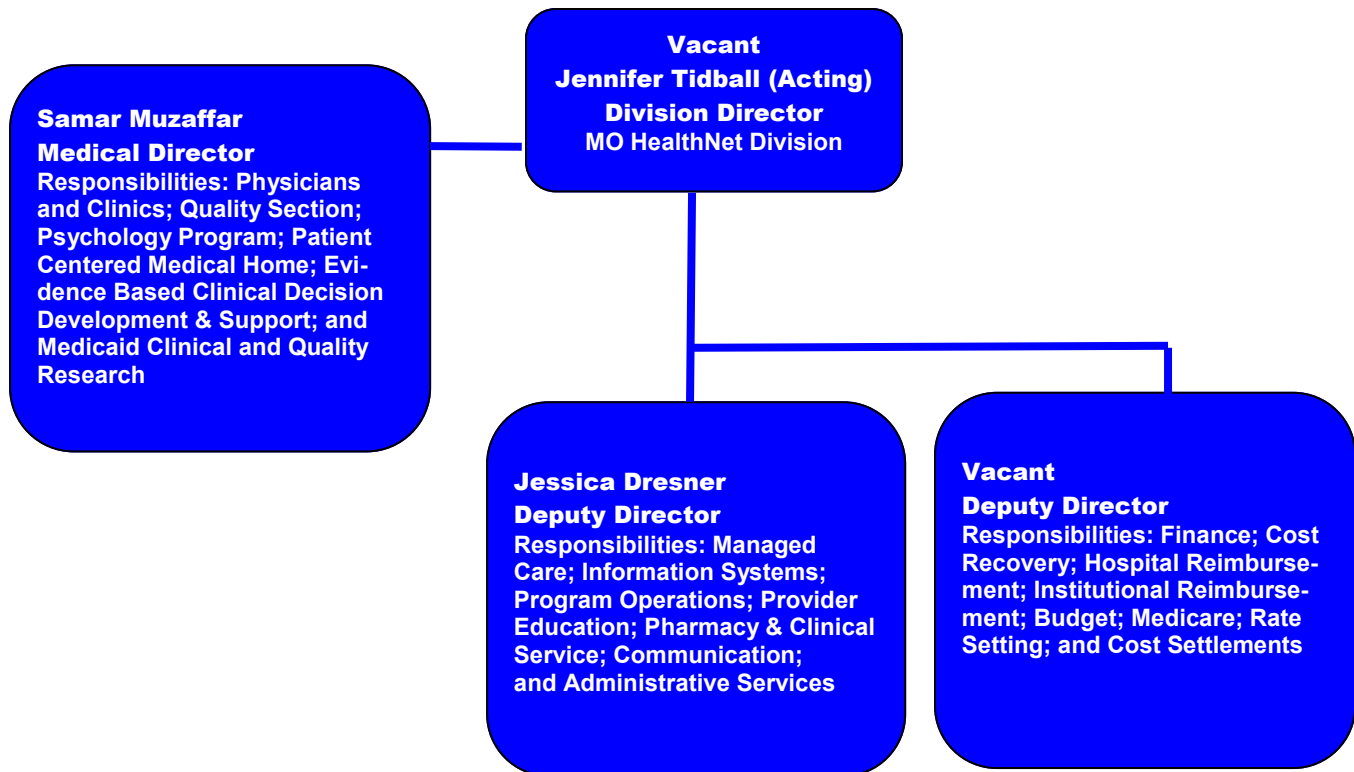 Vacant
Jennifer Tidball (Acting)
Division Director
MO HealthNet Division
Samar Muzaffar
Medical Director
Responsibilities: Physicians
and Clinics; Quality Section;
Psychology Program; Patient
Centered Medical Home; Evi-
dence Based Clinical Decision
Development & Support; and
Medicaid Clinical and Quality
Research
Jessica Dresner
Deputy Director
Responsibilities: Managed
Care; Information Systems;
Program Operations; Provider
Education; Pharmacy & Clinical
Service; Communication;
and Administrative Services
Vacant
Deputy Director
Responsibilities: Finance; Cost
Recovery; Hospital Reimburse-
ment; Institutional Reimburse-
ment; Budget; Medicare; Rate
Setting; and Cost Settlements